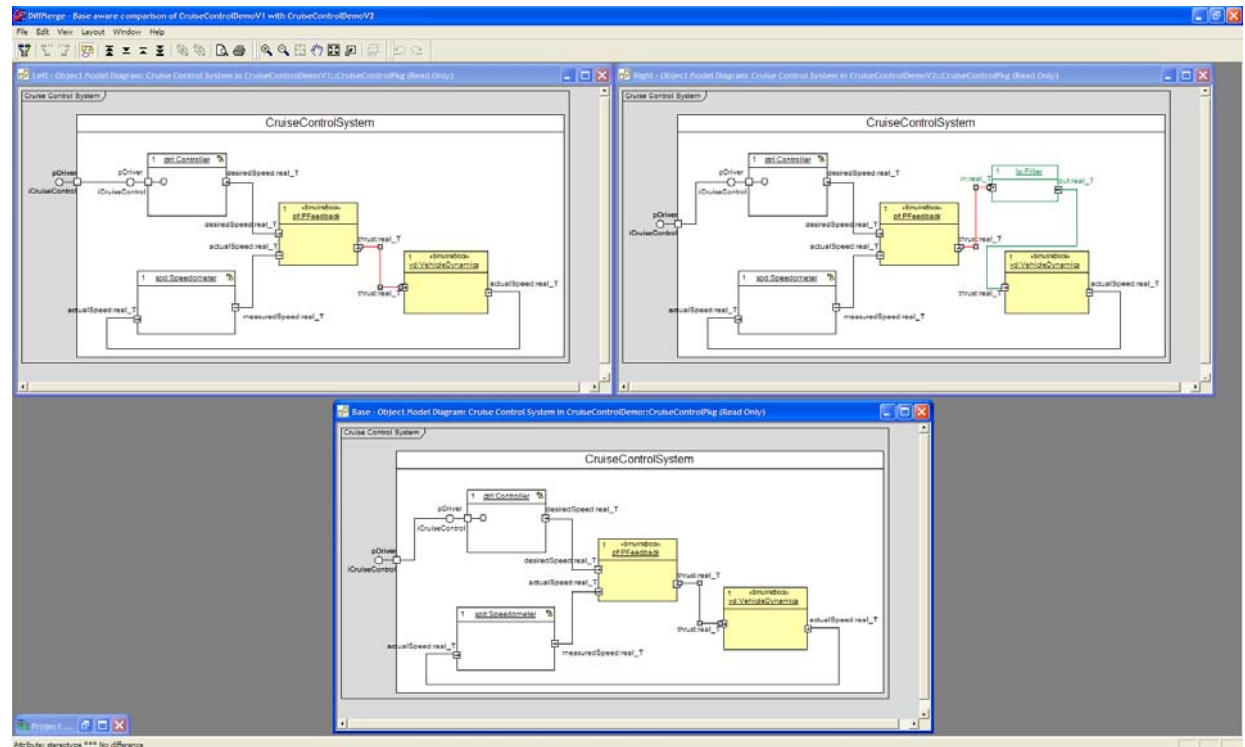 DiffMerge - Base aware comparison of CruiseControlDemoV1 with CruiseControlDemoV2
File Edit View Layout Window Help
Left - Object Model Diagram: Cruise Control System in CruiseControlDemoV1::CruiseControlPkg (Read Only)
Cruise Control System
CruiseControlSystem
1 ctrl:Controller
pDriver
pDriver
desiredSpeed:real_T
iCruiseControl
iCruiseControl
1 «SimulinkBlock»
pf:PFeedback
desiredSpeed:real_T
actualSpeed:real_T
thrust:real_T
1 «SimulinkBlock»
vd:VehicleDynamics
1 spd:Speedometer
thrust:real_T
actualSpeed:real_T
actualSpeed:real_T
measuredSpeed:real_T
Right - Object Model Diagram: Cruise Control System in CruiseControlDemoV2::CruiseControlPkg (Read Only)
Cruise Control System
CruiseControlSystem
1 ctrl:Controller
pDriver
desiredSpeed:real_T
iCruiseControl
in:real_T
1 lp:Filter
out:real_T
pDriver
iCruiseControl
1 «SimulinkBlock»
pf:PFeedback
desiredSpeed:real_T
actualSpeed:real_T
thrust:real_T
1 «SimulinkBlock»
vd:VehicleDynamics
1 spd:Speedometer
thrust:real_T
actualSpeed:real_T
actualSpeed:real_T
measuredSpeed:real_T
Base - Object Model Diagram: Cruise Control System in CruiseControlDemo::CruiseControlPkg (Read Only)
Cruise Control System
CruiseControlSystem
1 ctrl:Controller
pDriver
desiredSpeed:real_T
iCruiseControl
pDriver
iCruiseControl
1 «SimulinkBlock»
pf:PFeedback
desiredSpeed:real_T
actualSpeed:real_T
thrust:real_T
1 «SimulinkBlock»
vd:VehicleDynamics
1 spd:Speedometer
thrust:real_T
actualSpeed:real_T
actualSpeed:real_T
measuredSpeed:real_T
Project ...
Attribute: stereotype *** No difference